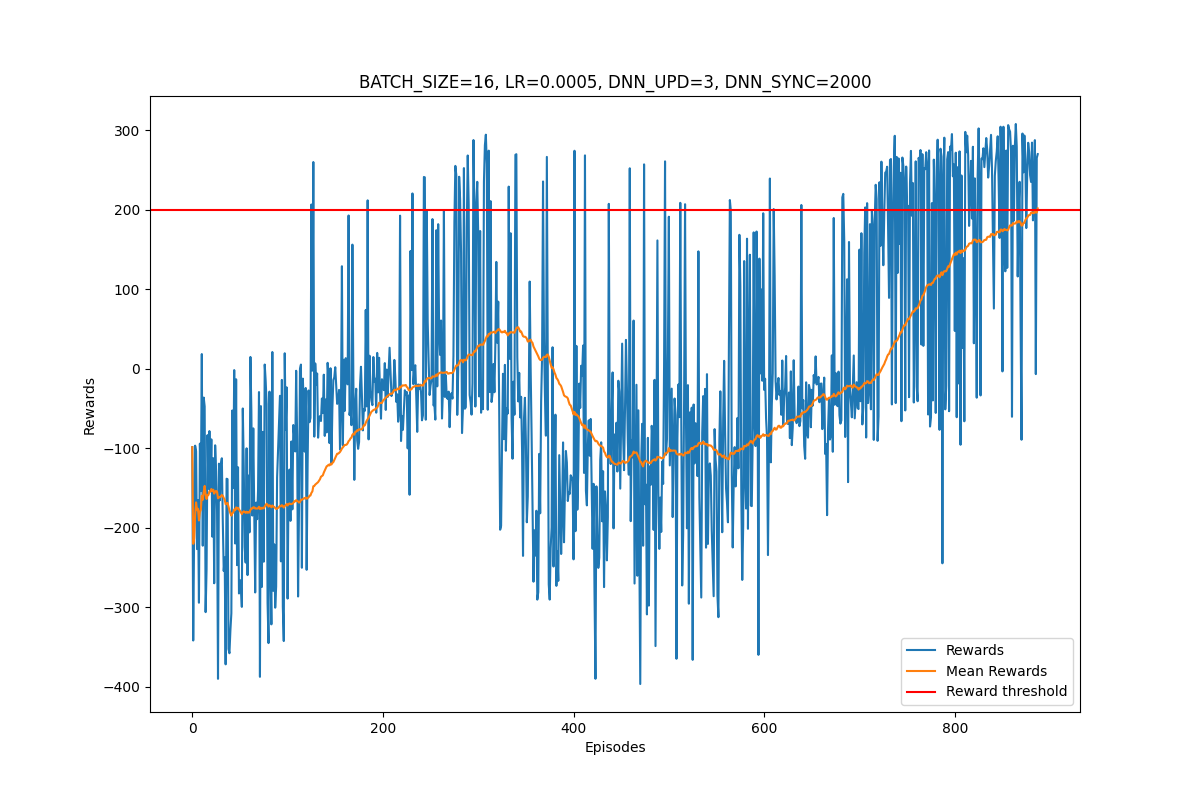 BATCH_SIZE=16, LR=0.0005, DNN_UPD=3, DNN_SYNC=2000
300
200
100
0
−100
−200
−300
−400
Rewards
0 200 400 600 800
Episodes
Rewards
Mean Rewards
Reward threshold